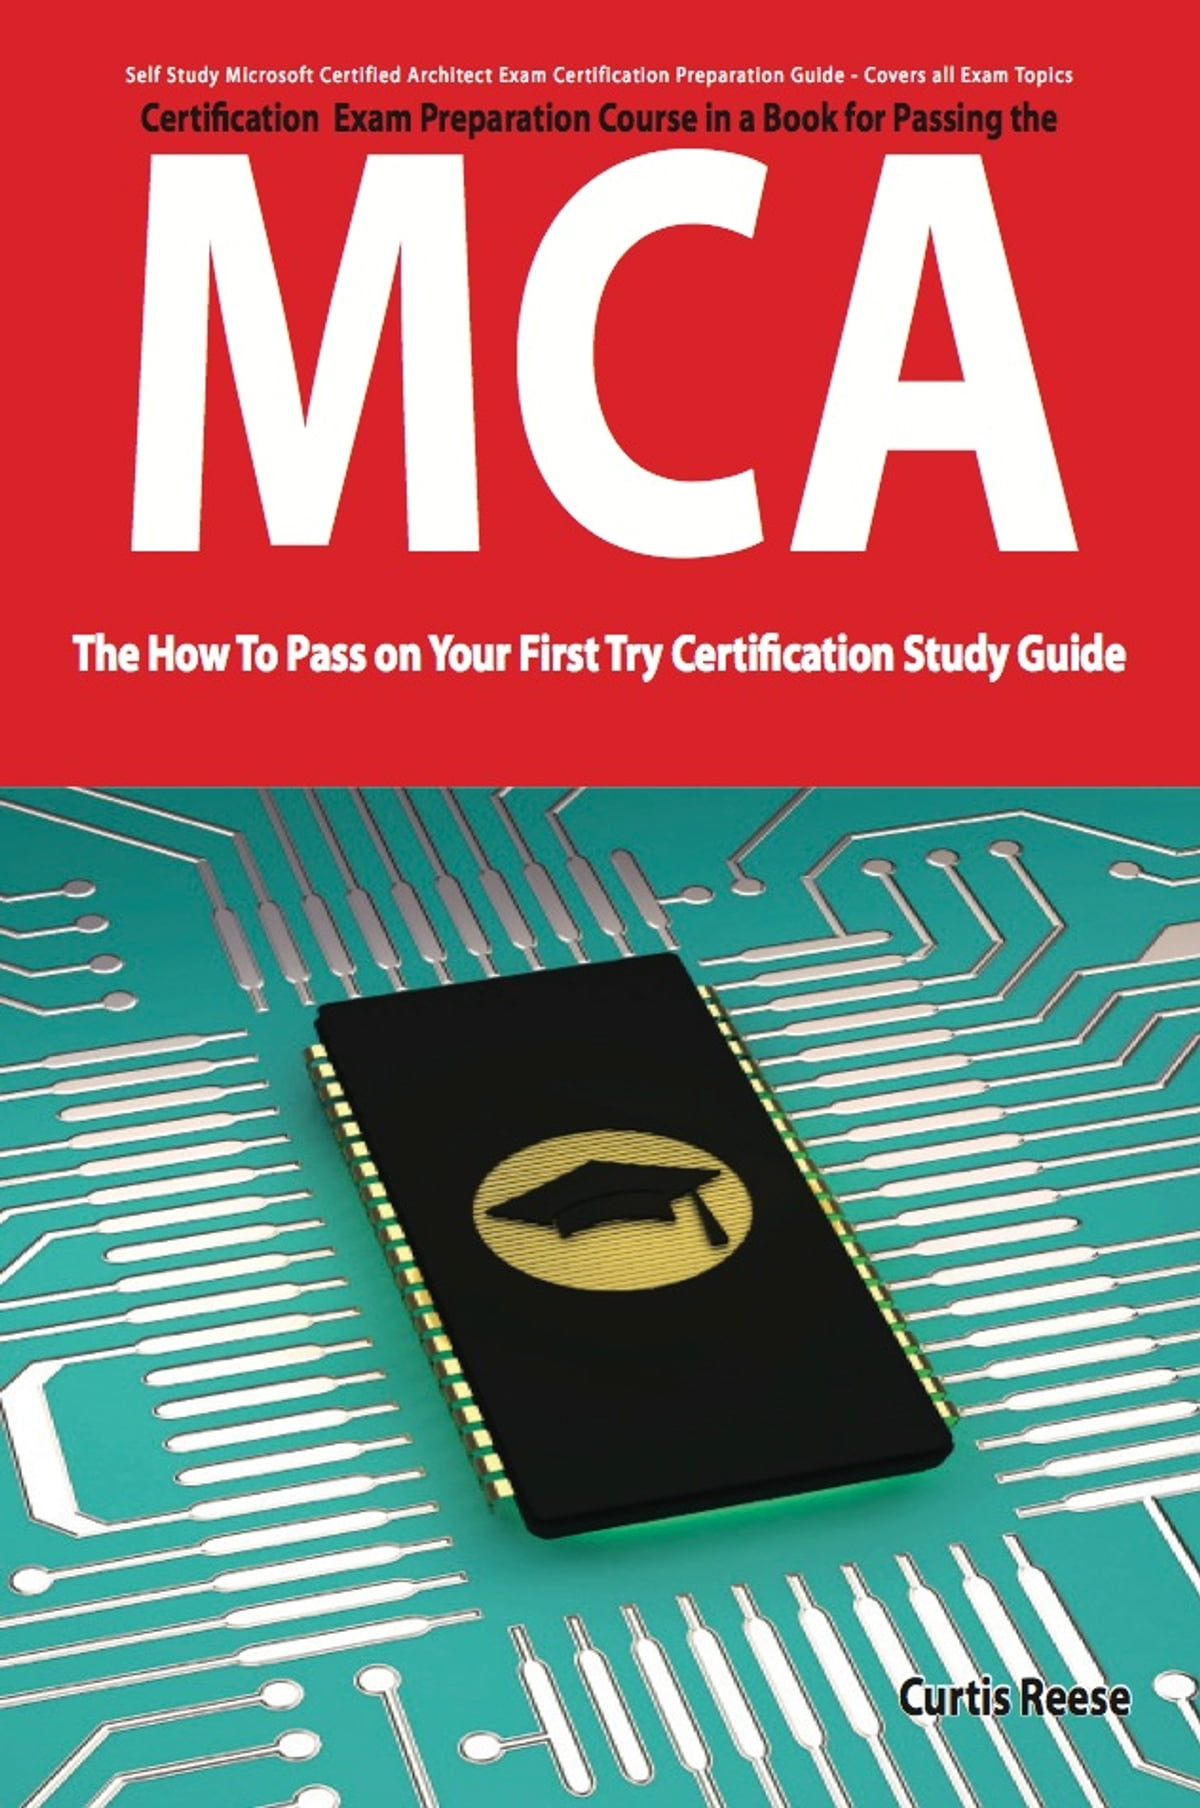 Self Study Microsoft Certified Architect Exam Certification Preparation Guide - Covers all Exam Topics
Certification Exam Preparation Course in a Book for Passing the
MCA
The How To Pass on Your First Try Certification Study Guide
Curtis Reese